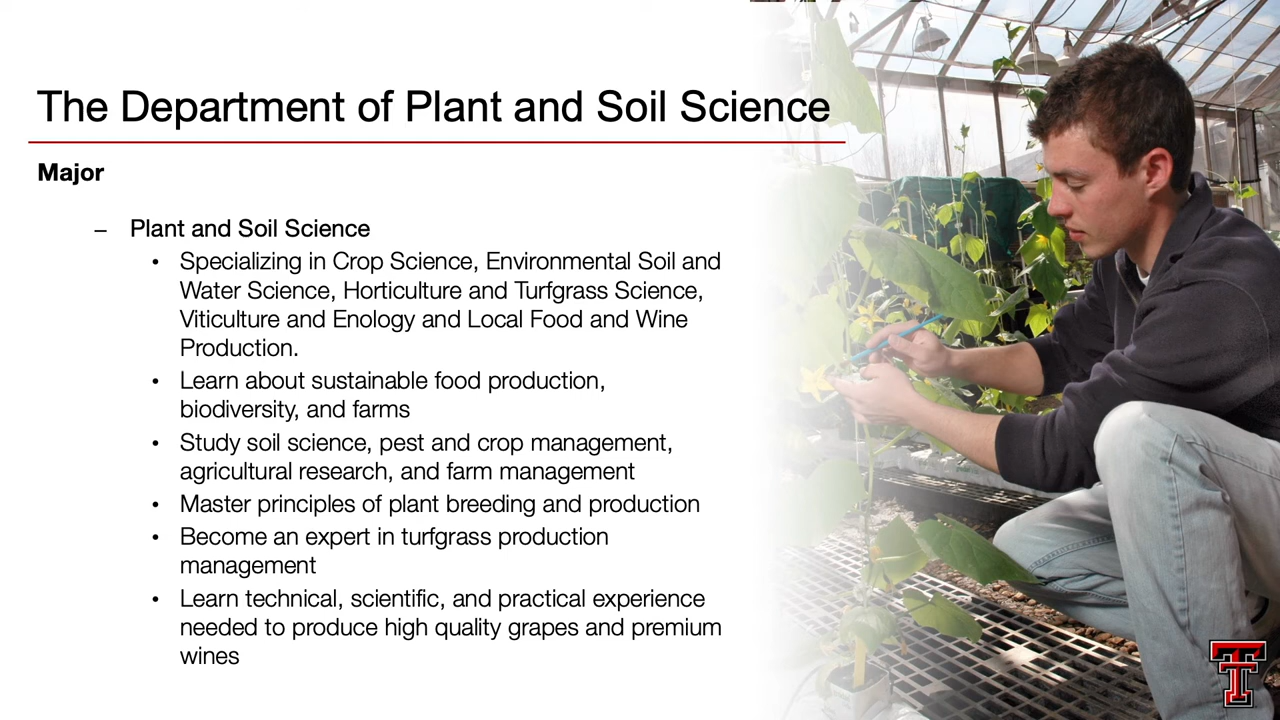 The Department of Plant and Soil Science
Major
– Plant and Soil Science
• Specializing in Crop Science, Environmental Soil and
Water Science, Horticulture and Turfgrass Science,
Viticulture and Enology and Local Food and Wine
Production.
• Learn about sustainable food production,
biodiversity, and farms
• Study soil science, pest and crop management,
agricultural research, and farm management
• Master principles of plant breeding and production
• Become an expert in turfgrass production
management
• Learn technical, scientific, and practical experience
needed to produce high quality grapes and premium
wines
T